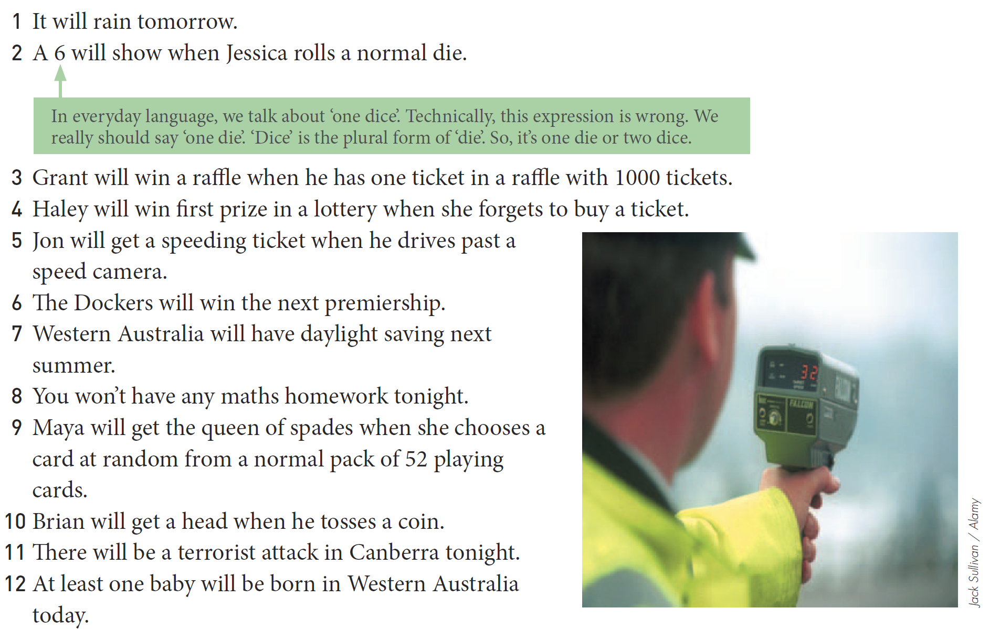 1 It will rain tomorrow.
2 A 6 will show when Jessica rolls a normal die.
In everyday language, we talk about ‘one dice’. Technically, this expression is wrong. We
really should say ‘one die’. ‘Dice’ is the plural form of ‘die’. So, it’s one die or two dice.
3 Grant will win a raffle when he has one ticket in a raffle with 1000 tickets.
4 Haley will win first prize in a lottery when she forgets to buy a ticket.
5 Jon will get a speeding ticket when he drives past a
speed camera.
6 The Dockers will win the next premiership.
7 Western Australia will have daylight saving next
summer.
8 You won’t have any maths homework tonight.
9 Maya will get the queen of spades when she chooses a
card at random from a normal pack of 52 playing
cards.
10 Brian will get a head when he tosses a coin.
11 There will be a terrorist attack in Canberra tonight.
12 At least one baby will be born in Western Australia
today.
32
FALCON
Jack Sullivan / Alamy